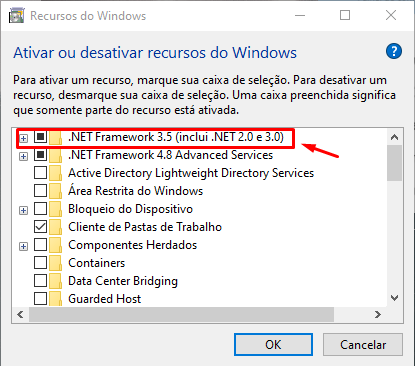 Recursos do Windows
Ativar ou desativar recursos do Windows
Para ativar um recurso, marque sua caixa de seleção. Para desativar um
recurso, desmarque sua caixa de seleção. Uma caixa preenchida significa
que somente parte do recurso está ativada.
.NET Framework 3.5 (inclui .NET 2.0 e 3.0)
.NET Framework 4.8 Advanced Services
Active Directory Lightweight Directory Services
Área Restrita do Windows
Bloqueio do Dispositivo
Cliente de Pastas de Trabalho
Componentes Herdados
Containers
Data Center Bridging
Guarded Host
OK
Cancelar